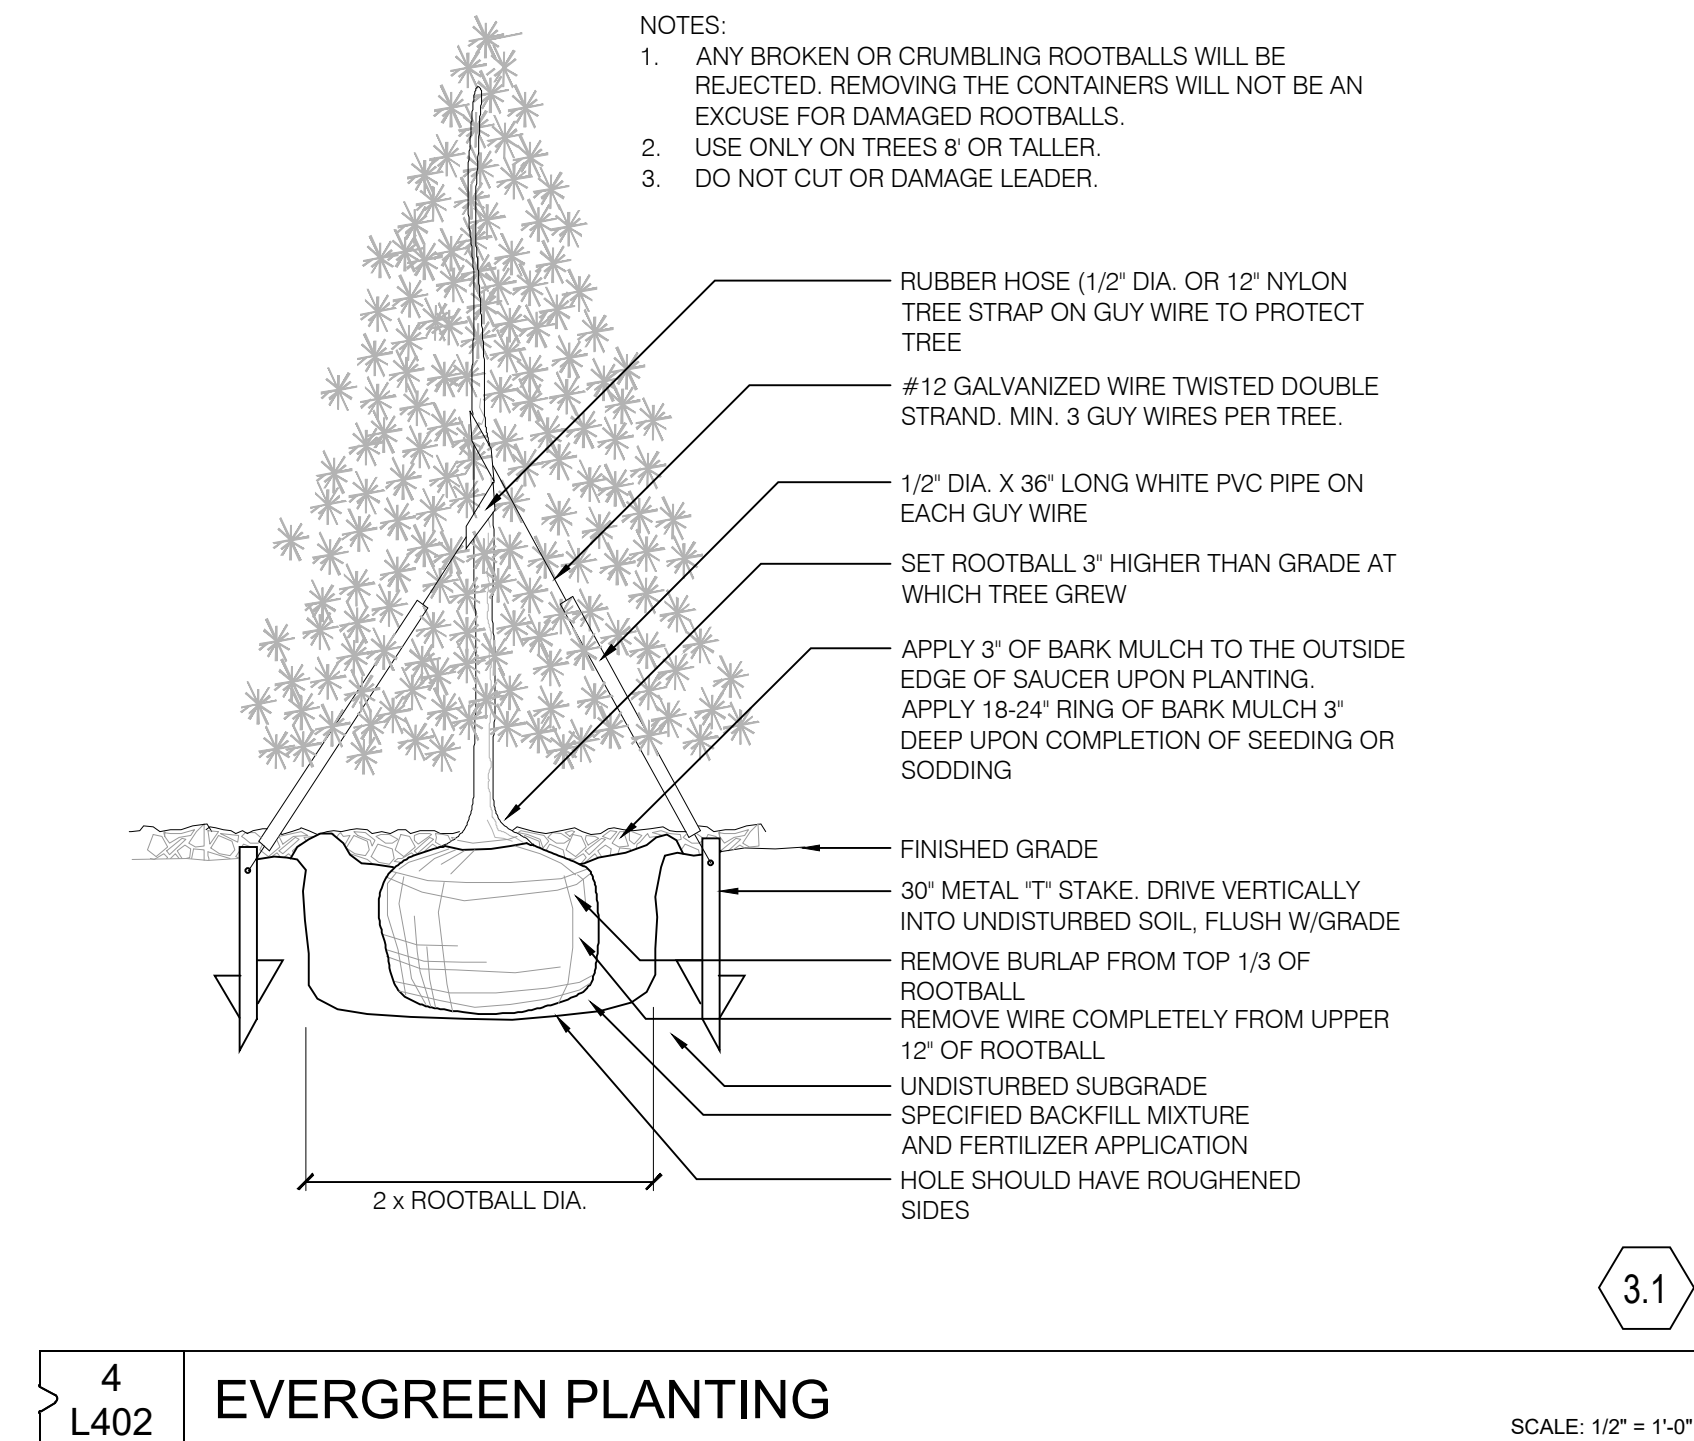 NOTES:
1. ANY BROKEN OR CRUMBLING ROOTBALLS WILL BE
REJECTED. REMOVING THE CONTAINERS WILL NOT BE AN
EXCUSE FOR DAMAGED ROOTBALLS.
2. USE ONLY ON TREES 8' OR TALLER.
3. DO NOT CUT OR DAMAGE LEADER.
RUBBER HOSE (1/2" DIA. OR 12" NYLON
TREE STRAP ON GUY WIRE TO PROTECT
TREE
#12 GALVANIZED WIRE TWISTED DOUBLE
STRAND. MIN. 3 GUY WIRES PER TREE.
1/2" DIA. X 36" LONG WHITE PVC PIPE ON
EACH GUY WIRE
SET ROOTBALL 3" HIGHER THAN GRADE AT
WHICH TREE GREW
APPLY 3" OF BARK MULCH TO THE OUTSIDE
EDGE OF SAUCER UPON PLANTING.
APPLY 18-24" RING OF BARK MULCH 3"
DEEP UPON COMPLETION OF SEEDING OR
SODDING
FINISHED GRADE
30" METAL "T" STAKE. DRIVE VERTICALLY
INTO UNDISTURBED SOIL, FLUSH W/GRADE
REMOVE BURLAP FROM TOP 1/3 OF
ROOTBALL
REMOVE WIRE COMPLETELY FROM UPPER
12" OF ROOTBALL
UNDISTURBED SUBGRADE
SPECIFIED BACKFILL MIXTURE
AND FERTILIZER APPLICATION
HOLE SHOULD HAVE ROUGHENED
SIDES
2 x ROOTBALL DIA.
3.1
4
L402
EVERGREEN PLANTING
SCALE: 1/2" = 1'-0"